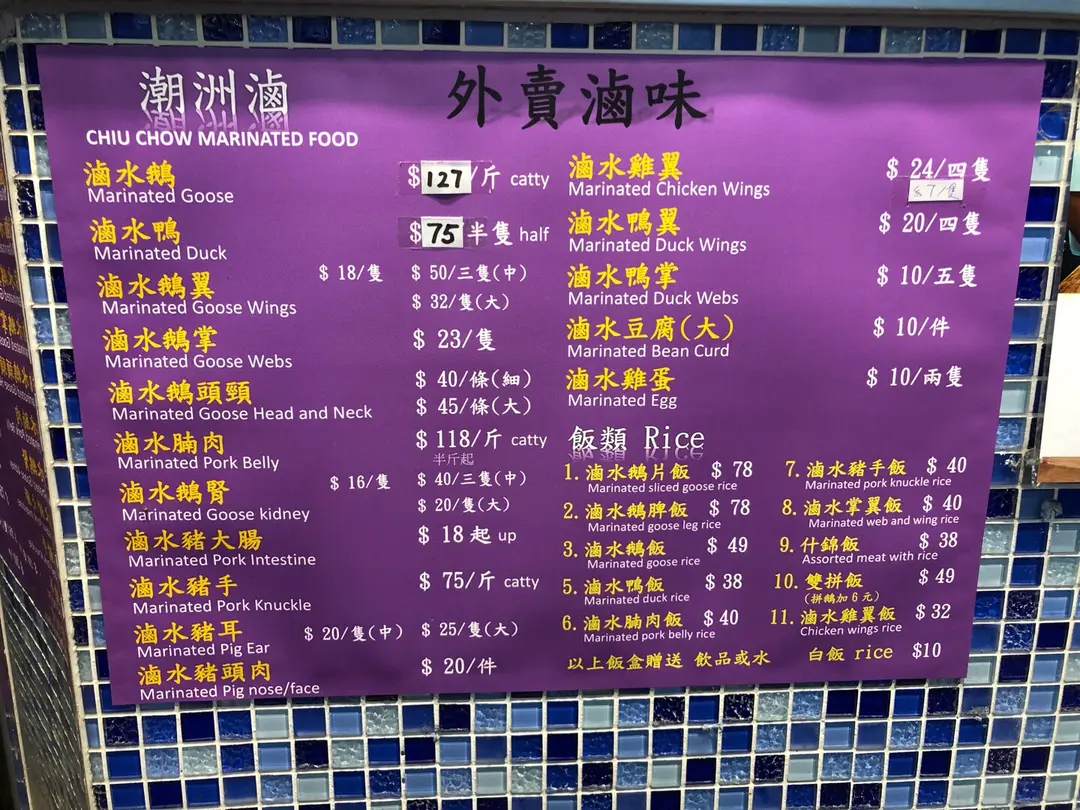 潮洲滷
CHIU CHOW MARINATED FOOD
外賣滷味
滷水鵝 $127/斤 catty
Marinated Goose
滷水鴨 $75半隻 half
Marinated Duck
滷水鵝翼 $ 18/隻 $ 50/三隻(中)
Marinated Goose Wings $ 32/隻(大)
滷水鵝掌 $ 23/隻
Marinated Goose Webs
滷水鵝頭頸 $ 40/條(細)
Marinated Goose Head and Neck $ 45/條(大)
滷水腩肉 $ 118/斤 catty
Marinated Pork Belly 半斤起
滷水鵝腎 $ 16/隻 $ 40/三隻(中)
Marinated Goose kidney $ 20/隻(大)
滷水豬大腸 $ 18起 up
Marinated Pork Intestine
滷水豬手 $ 75/斤 catty
Marinated Pork Knuckle
滷水豬耳 $ 20/隻(中) $ 25/隻(大)
Marinated Pig Ear
滷水豬頭肉 $ 20/件
Marinated Pig nose/face
滷水雞翼 $ 24/四隻
Marinated Chicken Wings $7/隻
滷水鴨翼 $ 20/四隻
Marinated Duck Wings
滷水鴨掌 $ 10/五隻
Marinated Duck Webs
滷水豆腐(大) $ 10/件
Marinated Bean Curd
滷水雞蛋 $ 10/兩隻
Marinated Egg
飯類 Rice
1. 滷水鵝片飯 $ 78
Marinated sliced goose rice
2. 滷水鵝脾飯 $ 78
Marinated goose leg rice
3. 滷水鵝飯 $ 49
Marinated goose rice
5. 滷水鴨飯 $ 38
Marinated duck rice
6. 滷水腩肉飯 $ 40
Marinated pork belly rice
7. 滷水豬手飯 $ 40
Marinated pork knuckle rice
8. 滷水掌翼飯 $ 40
Marinated web and wing rice
9. 什錦飯 $ 38
Assorted meat with rice
10. 雙拼飯 $ 49
(拼鵝加6元)
11. 滷水雞翼飯 $ 32
Chicken wings rice
以上飯盒贈送 飲品或水
白飯 rice $10